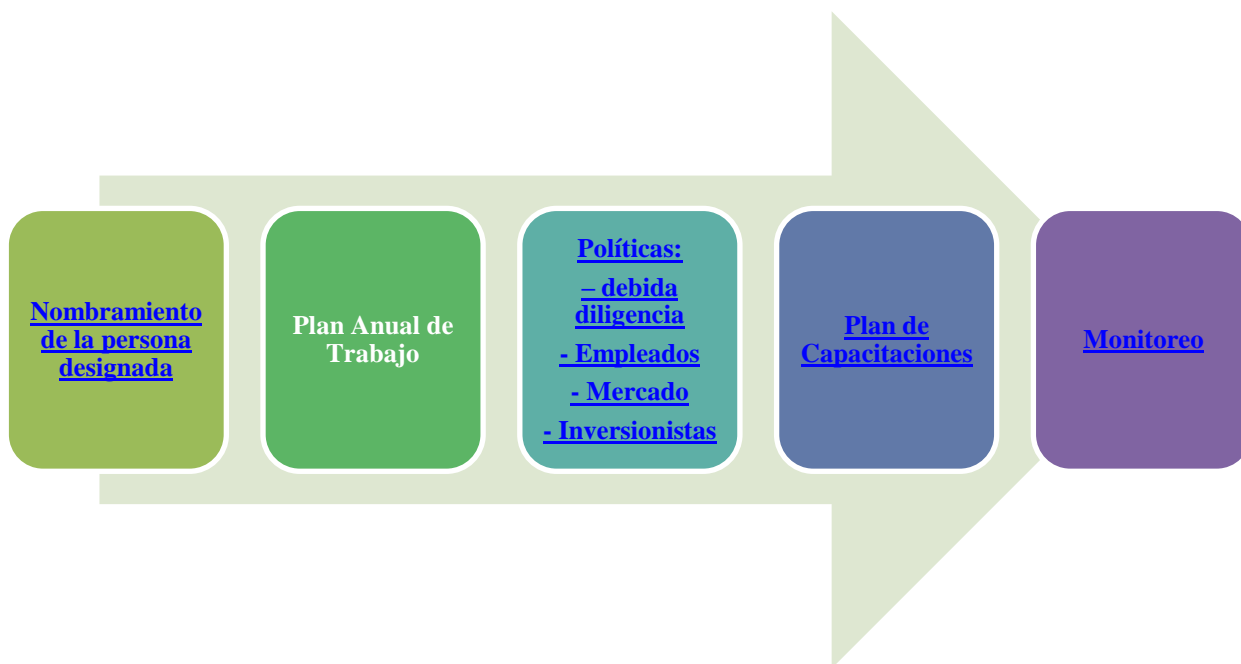 Nombramiento
de la persona
designada
Plan Anual de
Trabajo
Políticas:
– debida
diligencia
- Empleados
- Mercado
- Inversionistas
Plan de
Capacitaciones
Monitoreo